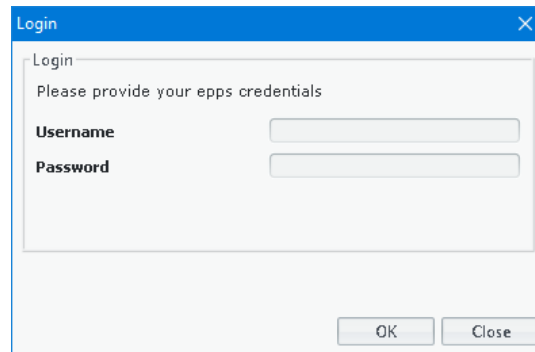 Login
Login
Please provide your epps credentials
Username
Password
OK Close